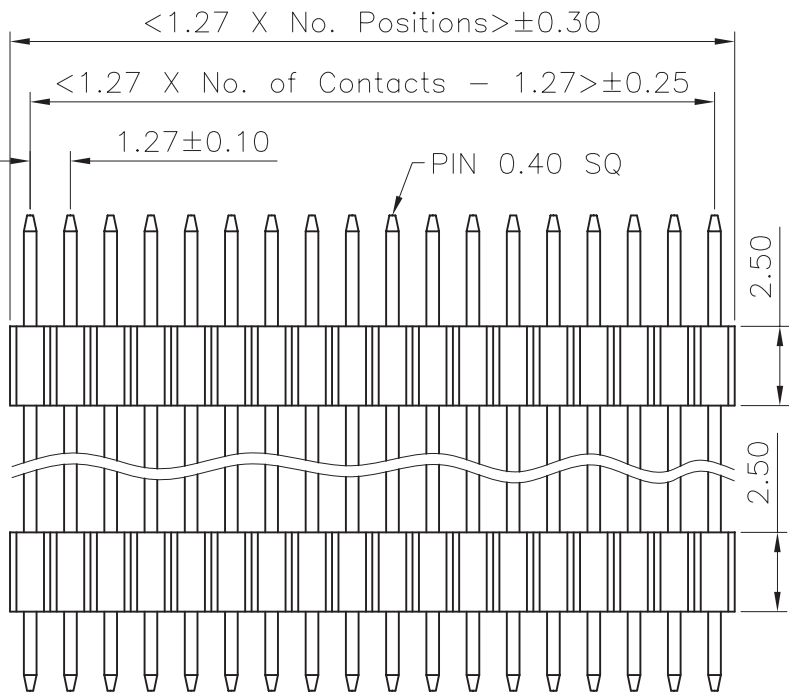 <1.27 X No. Positions>±0.30
<1.27 X No. of Contacts - 1.27>±0.25
1.27±0.10
PIN 0.40 SQ
2.50
2.50